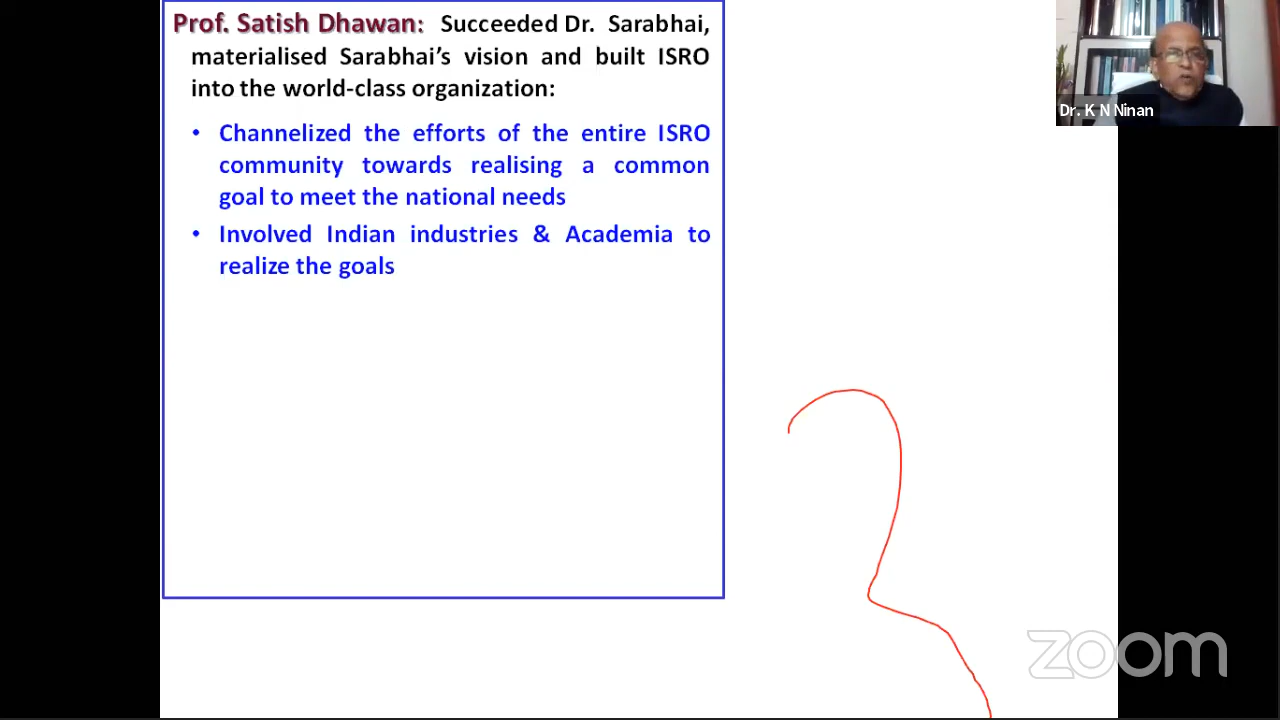 Prof. Satish Dhawan: Succeeded Dr. Sarabhai,
materialised Sarabhai’s vision and built ISRO
into the world-class organization:
• Channelized the efforts of the entire ISRO
community towards realising a common
goal to meet the national needs
• Involved Indian industries & Academia to
realize the goals
Dr. K N Ninan
zoom